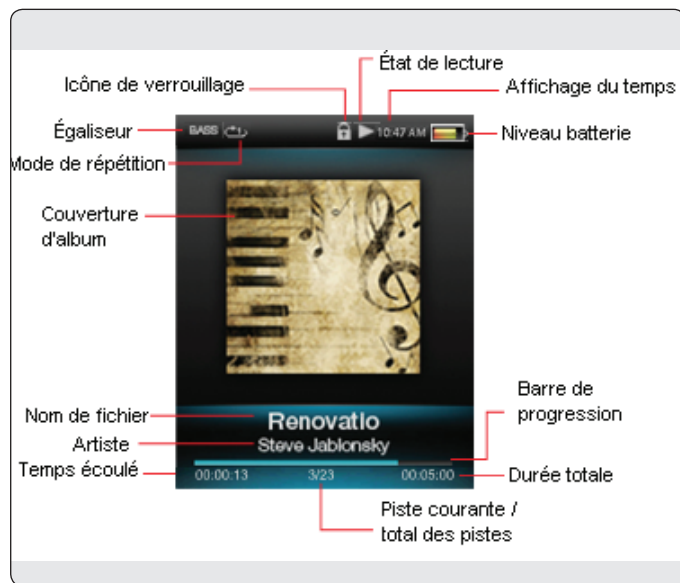 État de lecture
Icône de verrouillage
Affichage du temps
Égaliseur
BASS
10:47 AM
Niveau batterie
Mode de répétition
Couverture
d'album
Barre de
progression
Nom de fichier
Renovatio
Artiste
Steve Jablonsky
Temps écoulé
00:00:13
3/23
00:05:00
Durée totale
Piste courante /
total des pistes